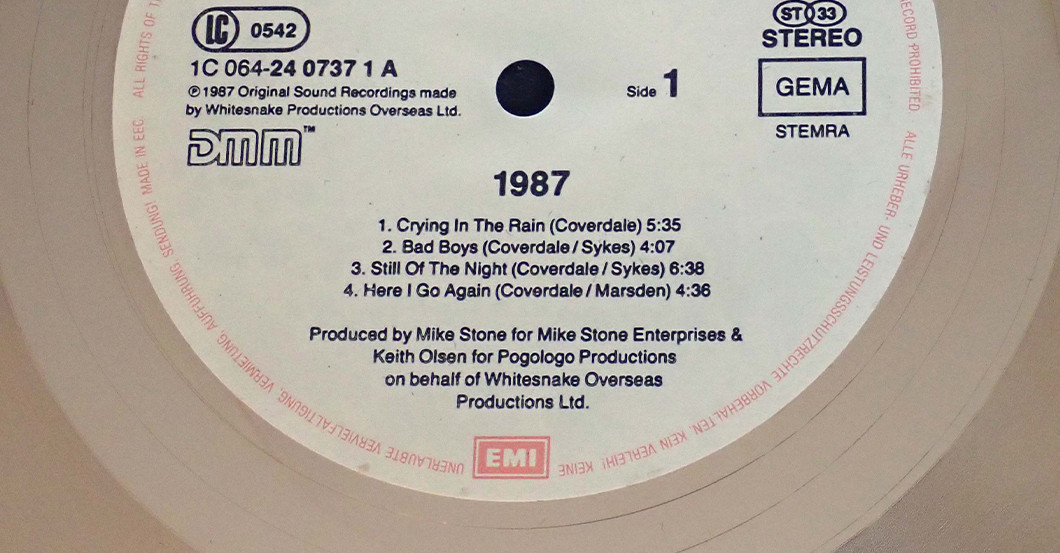 LC 0542
ST 33
STEREO
1C 064-24 0737 1 A
℗ 1987 Original Sound Recordings made
by Whitesnake Productions Overseas Ltd.
DMM™
Side 1
GEMA
STEMRA
1987
1. Crying In The Rain (Coverdale) 5:35
2. Bad Boys (Coverdale / Sykes) 4:07
3. Still Of The Night (Coverdale / Sykes) 6:38
4. Here I Go Again (Coverdale / Marsden) 4:36
Produced by Mike Stone for Mike Stone Enterprises &
Keith Olsen for Pogologo Productions
on behalf of Whitesnake Overseas
Productions Ltd.
EMI
ALL RIGHTS OF
RECORD PROHIBITED. ALLE URHEBER- UND LEISTUNGSSCHUTZRECHTE VORBEHALTEN. KEIN VERLEIH! KEINE
UNERLAUBTE VERVIELFÄLTIGUNG, VERMIETUNG, AUFFÜHRUNG, SENDUNG! MADE IN EEC